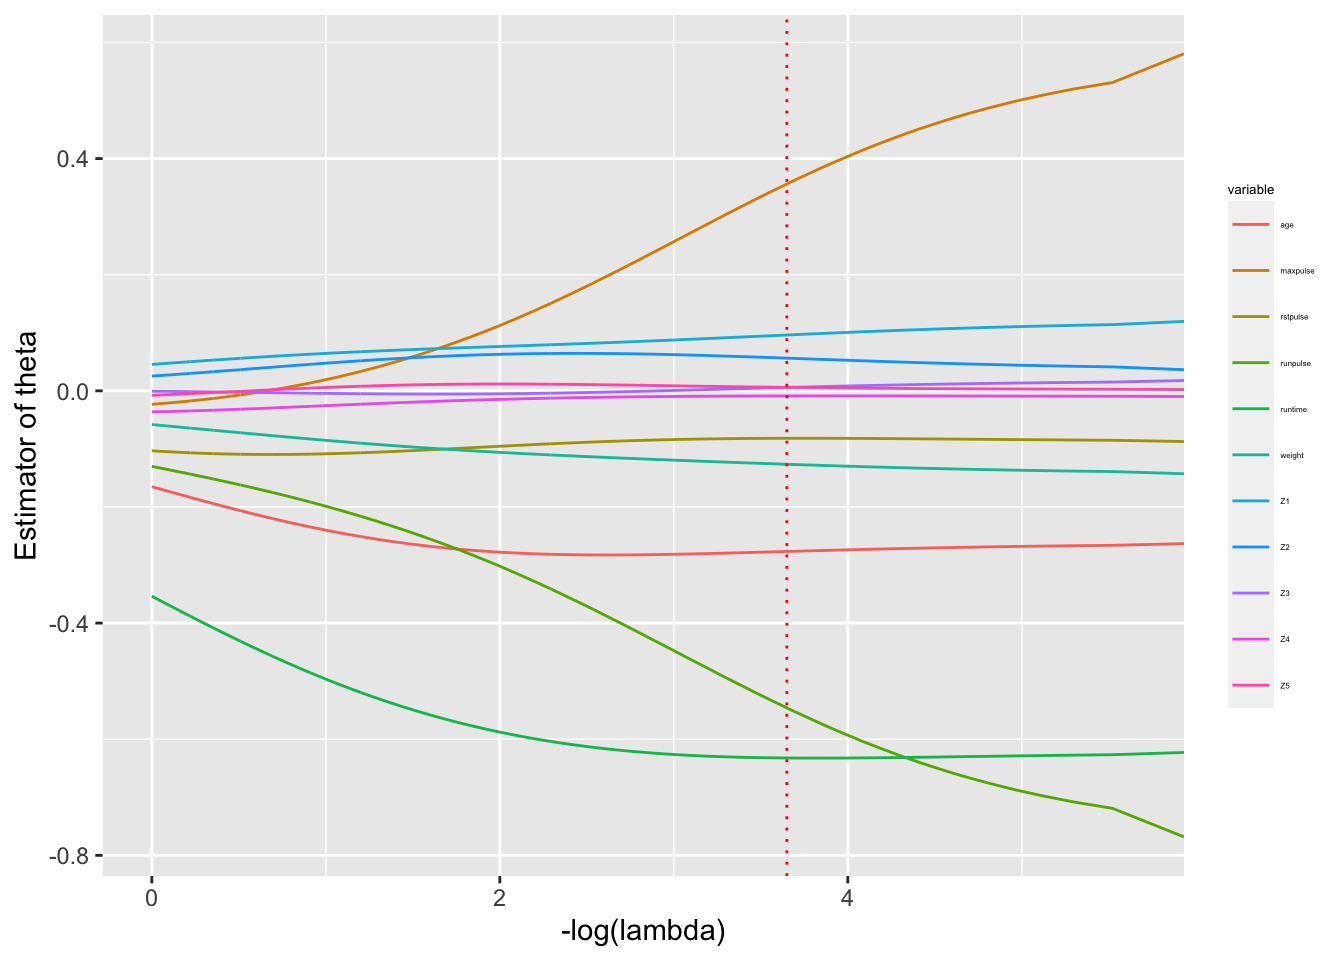 Estimator of theta
0.4
0.0
-0.4
-0.8
0
2
4
-log(lambda)
variable
age
maxpulse
rstpulse
runpulse
runtime
weight
Z1
Z2
Z3
Z4
Z5